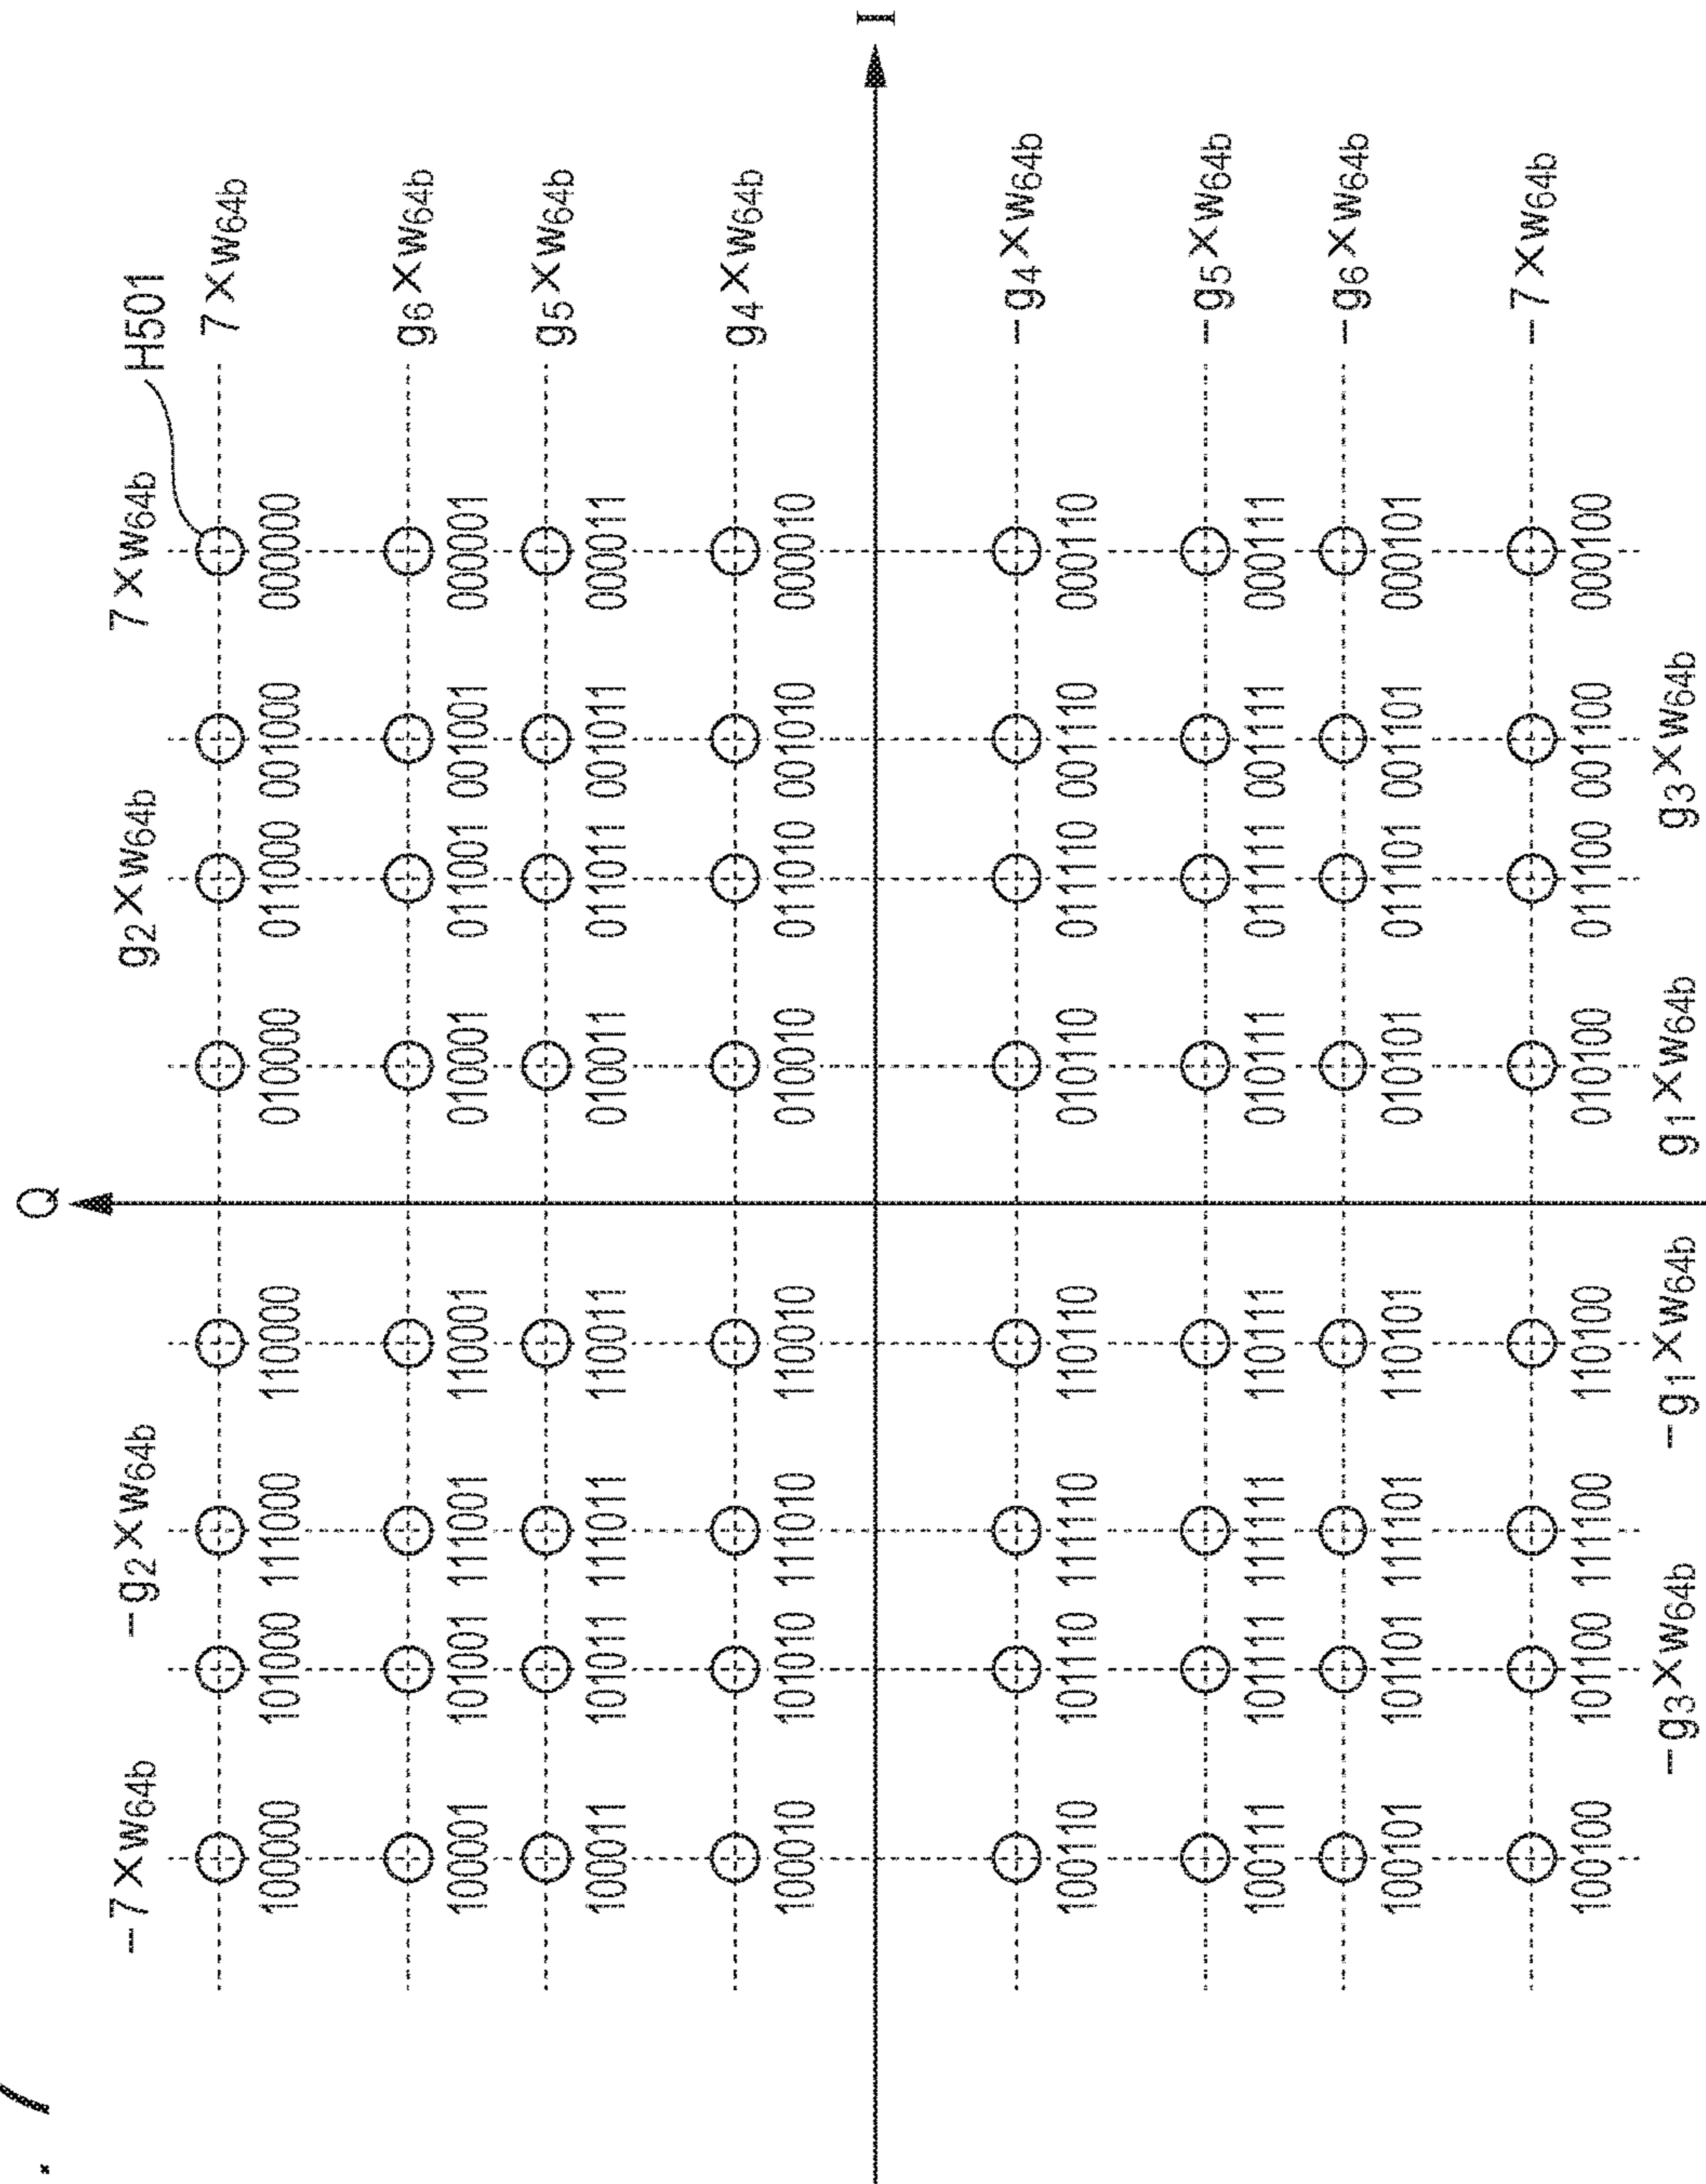 Q
−7×w64b −g2×w64b g2×w64b 7×w64b H501
7×w64b
100000 101000 111000 110000 010000 011000 001000 000000
g6×w64b
100001 101001 111001 110001 010001 011001 001001 000001
g5×w64b
100011 101011 111011 110011 010011 011011 001011 000011
g4×w64b
100010 101010 111010 110010 010010 011010 001010 000010
I
−g4×w64b
100110 101110 111110 110110 010110 011110 001110 000110
−g5×w64b
100111 101111 111111 110111 010111 011111 001111 000111
−g6×w64b
100101 101101 111101 110101 010101 011101 001101 000101
−7×w64b
100100 101100 111100 110100 010100 011100 001100 000100
−g3×w64b −g1×w64b g1×w64b g3×w64b